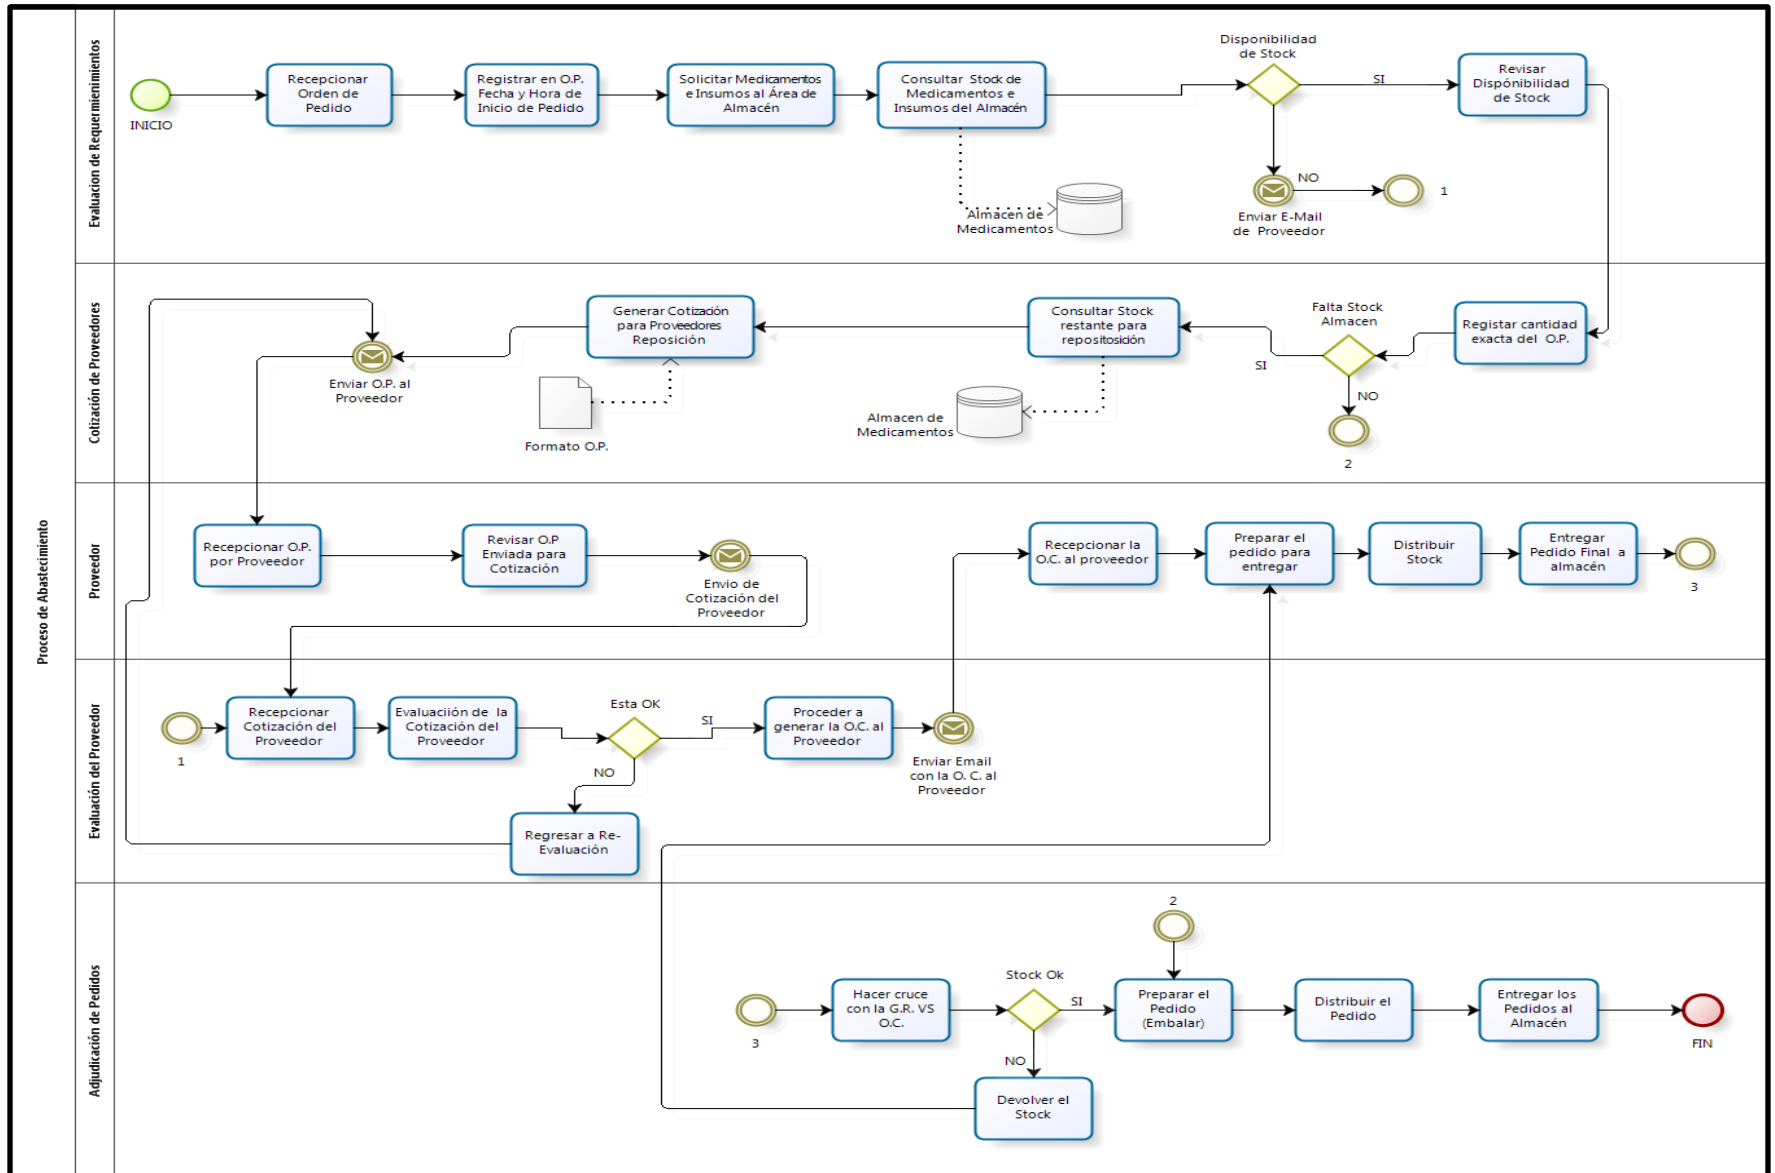 Proceso de Abastecimiento
Evaluacion de Requermienimientos
INICIO
Recepcionar
Orden de
Pedido
Registrar en O.P.
Fecha y Hora de
Inicio de Pedido
Solicitar Medicamentos
e Insumos al Área de
Almacén
Consultar Stock de
Medicamentos e
Insumos del Almacén
Almacen de
Medicamentos
Disponibilidad
de Stock
SI
NO
Enviar E-Mail
de Proveedor
1
Revisar
Dispónibilidad
de Stock
Cotización de Proveedores
Enviar O.P. al
Proveedor
Generar Cotización
para Proveedores
Reposición
Formato O.P.
Consultar Stock
restante para
repositosición
Almacen de
Medicamentos
Falta Stock
Almacen
SI
NO
2
Registar cantidad
exacta del O.P.
Proveedor
Recepcionar O.P.
por Proveedor
Revisar O.P
Enviada para
Cotización
Envio de
Cotización del
Proveedor
Recepcionar la
O.C. al proveedor
Preparar el
pedido para
entregar
Distribuir
Stock
Entregar
Pedido Final a
almacén
3
Evaluación del Proveedor
1
Recepcionar
Cotización del
Proveedor
Evaluaciión de la
Cotización del
Proveedor
Esta OK
SI
NO
Regresar a Re-
Evaluación
Proceder a
generar la O.C. al
Proveedor
Enviar Email
con la O. C. al
Proveedor
Adjudicación de Pedidos
3
Hacer cruce
con la G.R. VS
O.C.
Stock Ok
SI
NO
Devolver el
Stock
2
Preparar el
Pedido
(Embalar)
Distribuir el
Pedido
Entregar los
Pedidos al
Almacén
FIN